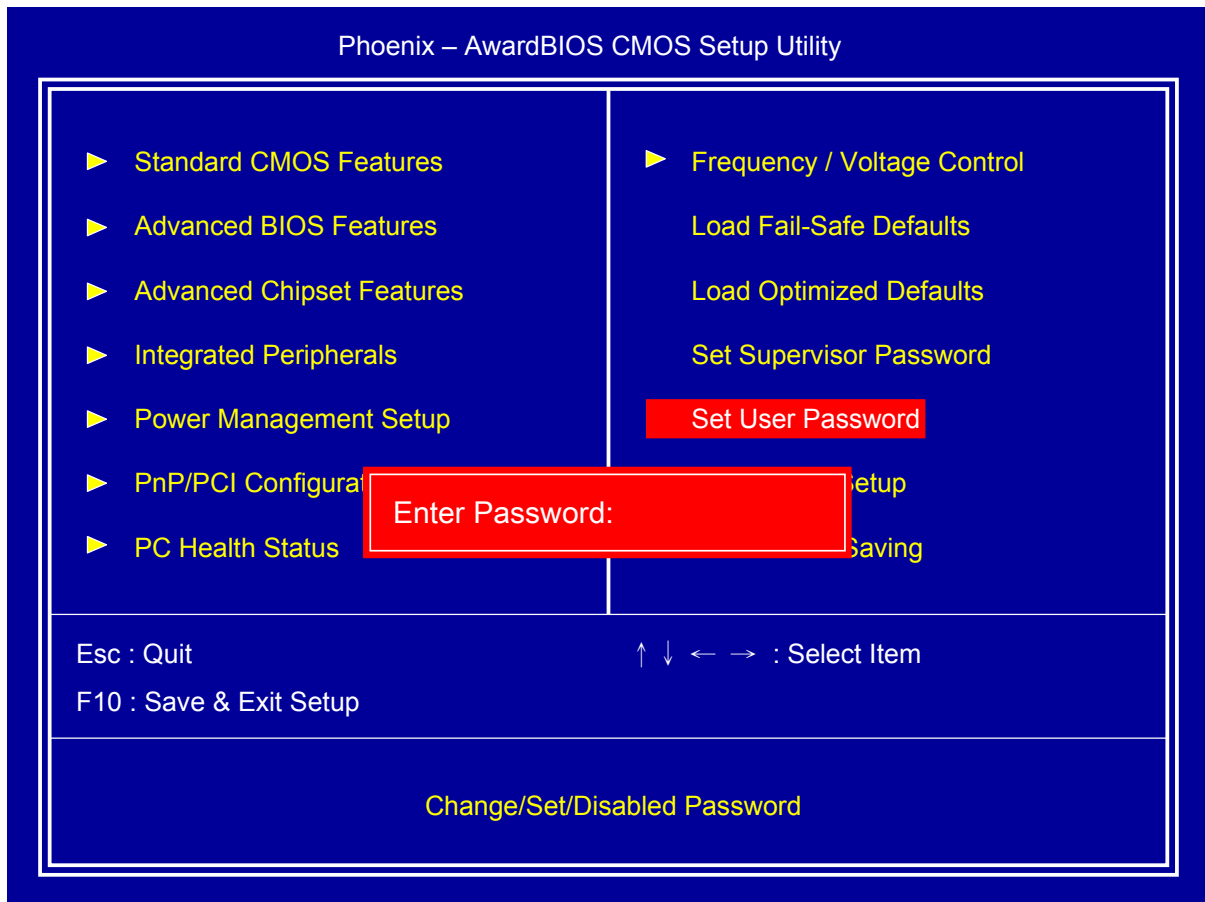 Phoenix – AwardBIOS CMOS Setup Utility
Standard CMOS Features
Advanced BIOS Features
Advanced Chipset Features
Integrated Peripherals
Power Management Setup
PnP/PCI Configurat
PC Health Status
Frequency / Voltage Control
Load Fail-Safe Defaults
Load Optimized Defaults
Set Supervisor Password
Set User Password
etup
Saving
Enter Password:
Esc : Quit
↑ ↓ ← → : Select Item
F10 : Save & Exit Setup
Change/Set/Disabled Password